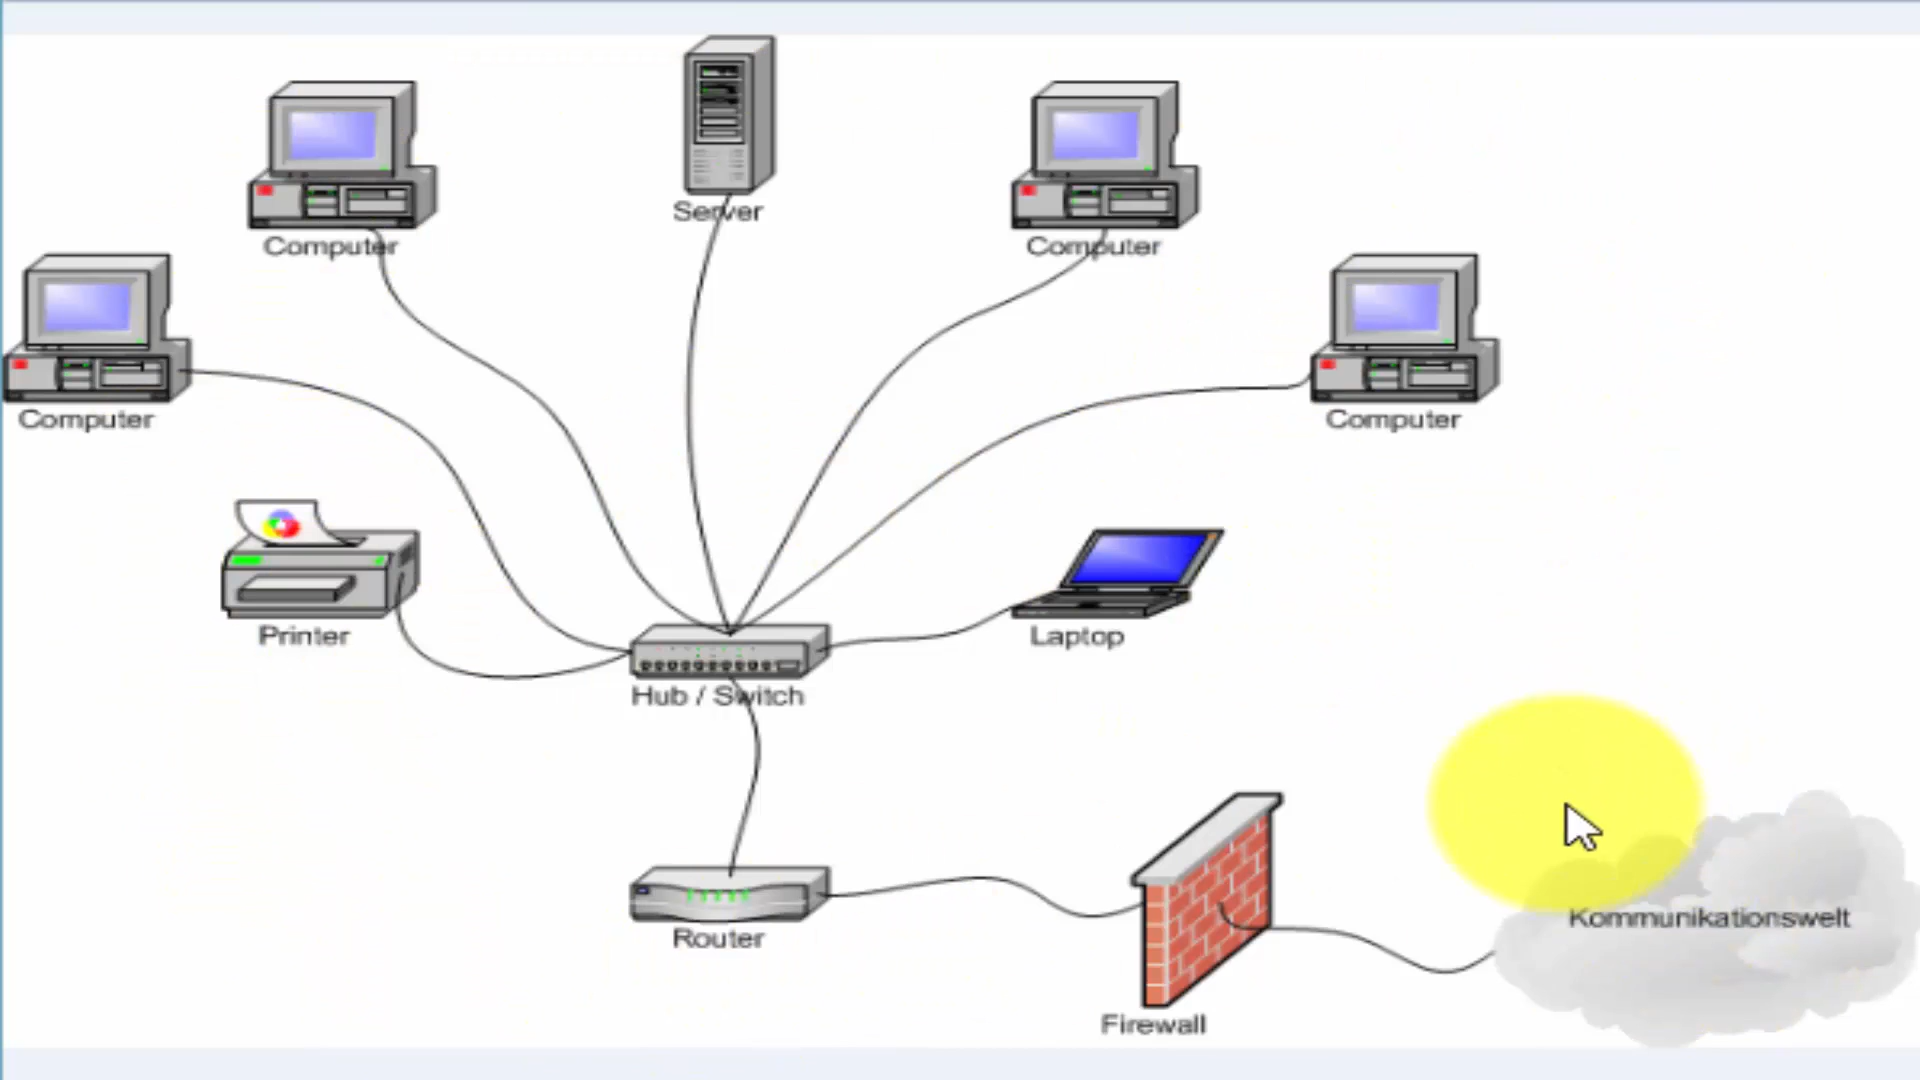 Server
Computer
Computer
Computer
Computer
Printer
Laptop
Hub / Switch
Router
Kommunikationswelt
Firewall